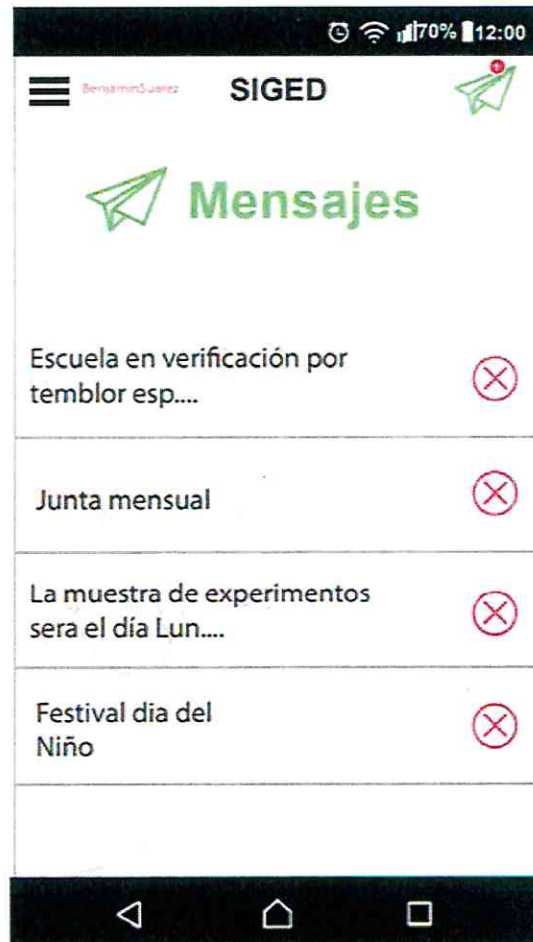 70% 12:00
BenjaminSuarez SIGED
Mensajes
Escuela en verificación por
temblor esp....
Junta mensual
La muestra de experimentos
sera el día Lun....
Festival dia del
Niño